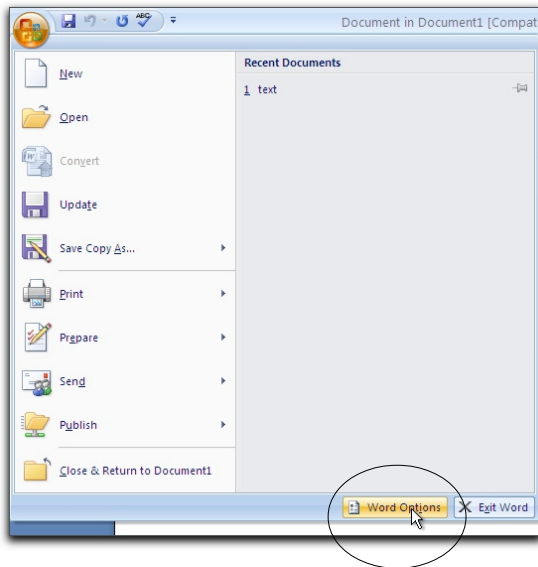 ABC
Document in Document1 [Compat
New
Recent Documents
1 text
Open
Convert
Update
Save Copy As...
Print
Prepare
Send
Publish
Close & Return to Document1
Word Options
Exit Word